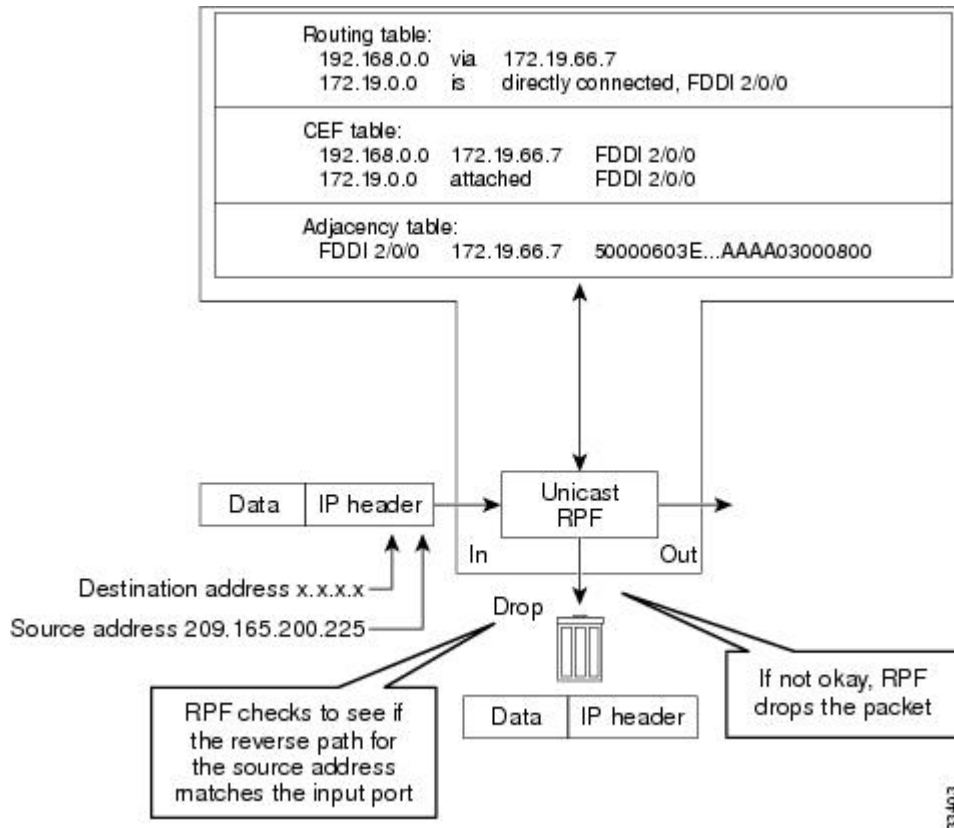 Routing table:
192.168.0.0 via 172.19.66.7
172.19.0.0 is directly connected, FDDI 2/0/0
CEF table:
192.168.0.0 172.19.66.7 FDDI 2/0/0
172.19.0.0 attached FDDI 2/0/0
Adjacency table:
FDDI 2/0/0 172.19.66.7 50000603E...AAAA03000800
Data IP header
Unicast
RPF
In Out
Destination address x.x.x.x
Source address 209.165.200.225
Drop
RPF checks to see if
the reverse path for
the source address
matches the input port
Data IP header
If not okay, RPF
drops the packet